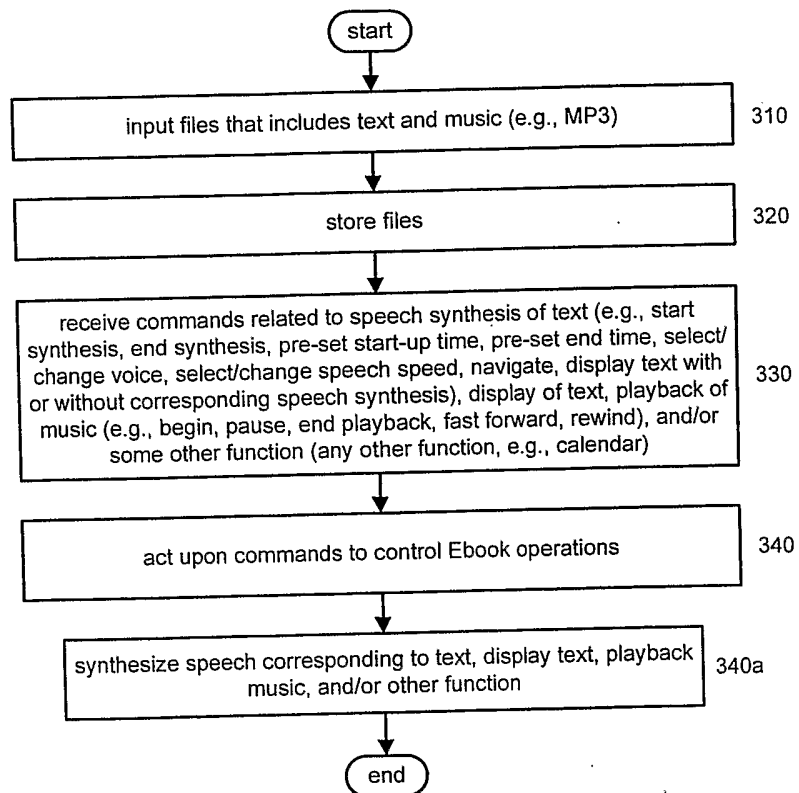 start
input files that includes text and music (e.g., MP3)
310
store files
320
receive commands related to speech synthesis of text (e.g., start
synthesis, end synthesis, pre-set start-up time, pre-set end time, select/
change voice, select/change speech speed, navigate, display text with
or without corresponding speech synthesis), display of text, playback of
music (e.g., begin, pause, end playback, fast forward, rewind), and/or
some other function (any other function, e.g., calendar)
330
act upon commands to control Ebook operations
340
synthesize speech corresponding to text, display text, playback
music, and/or other function
340a
end